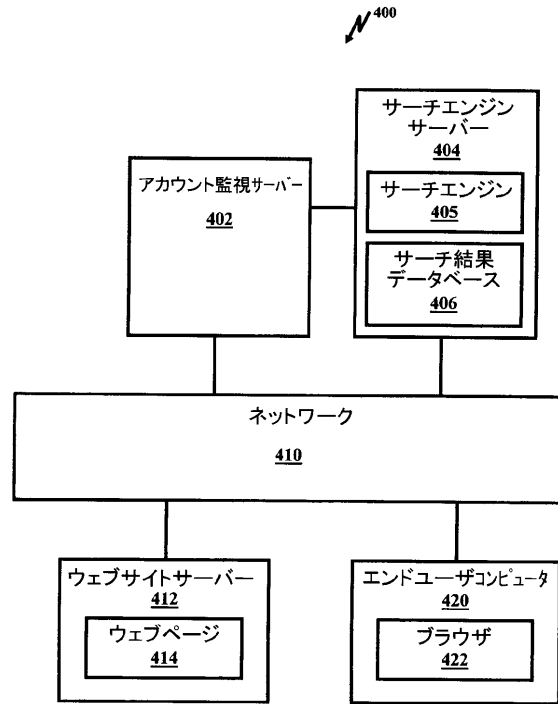 400
サーチエンジン
サーバー
404
サーチエンジン
405
サーチ結果
データベース
406
アカウント監視サーバー
402
ネットワーク
410
ウェブサイトサーバー
412
ウェブページ
414
エンドユーザコンピュータ
420
ブラウザ
422